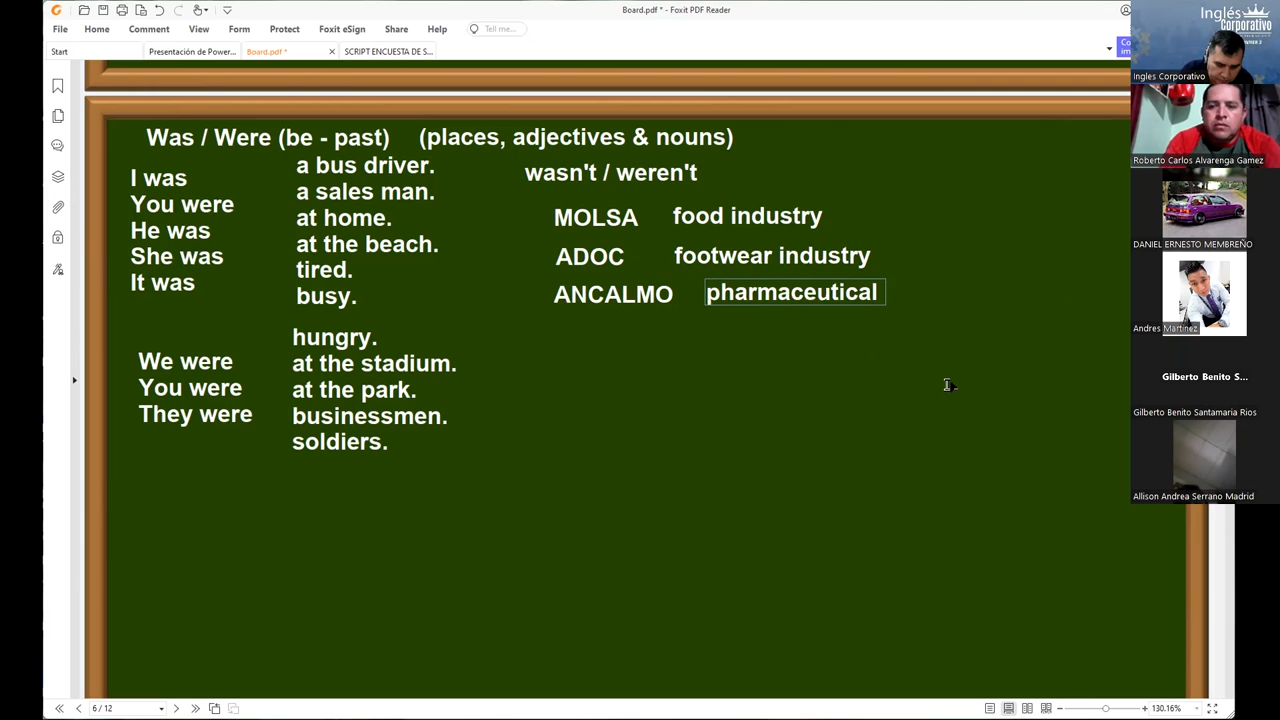 Board.pdf * - Foxit PDF Reader
File Home Comment View Form Protect Foxit eSign Share Help Tell me...
Start Presentación de Power... Board.pdf * SCRIPT ENCUESTA DE S...
Was / Were (be - past) (places, adjectives & nouns)
I was
You were
He was
She was
It was
a bus driver.
a sales man.
at home.
at the beach.
tired.
busy.
wasn't / weren't
MOLSA food industry
ADOC footwear industry
ANCALMO pharmaceutical
We were
You were
They were
hungry.
at the stadium.
at the park.
businessmen.
soldiers.
Inglés
Corporativo
Ingles Corporativo
Roberto Carlos Alvarenga Gamez
DANIEL ERNESTO MEMBREÑO
Andres Martinez
Gilberto Benito S...
Gilberto Benito Santamaria Rios
Allison Andrea Serrano Madrid
6 / 12
130.16%